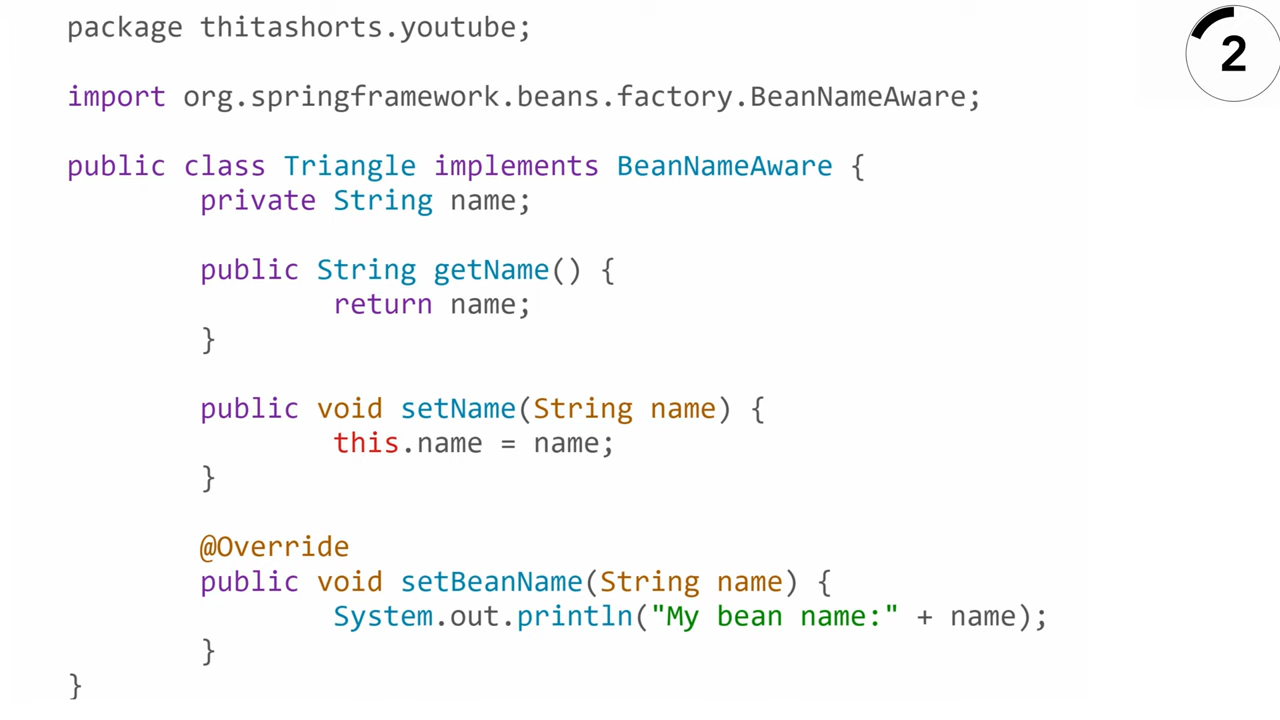 package thitashorts.youtube;
2
import org.springframework.beans.factory.BeanNameAware;
public class Triangle implements BeanNameAware {
private String name;
public String getName() {
return name;
}
public void setName(String name) {
this.name = name;
}
@Override
public void setBeanName(String name) {
System.out.println("My bean name:" + name);
}
}